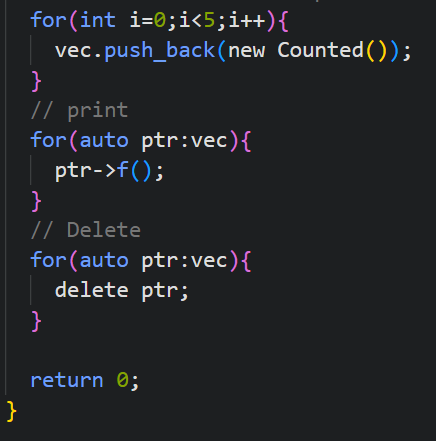 for(int i=0;i<5;i++){
vec.push_back(new Counted());
}
// print
for(auto ptr:vec){
ptr->f();
}
// Delete
for(auto ptr:vec){
delete ptr;
}
return 0;
}